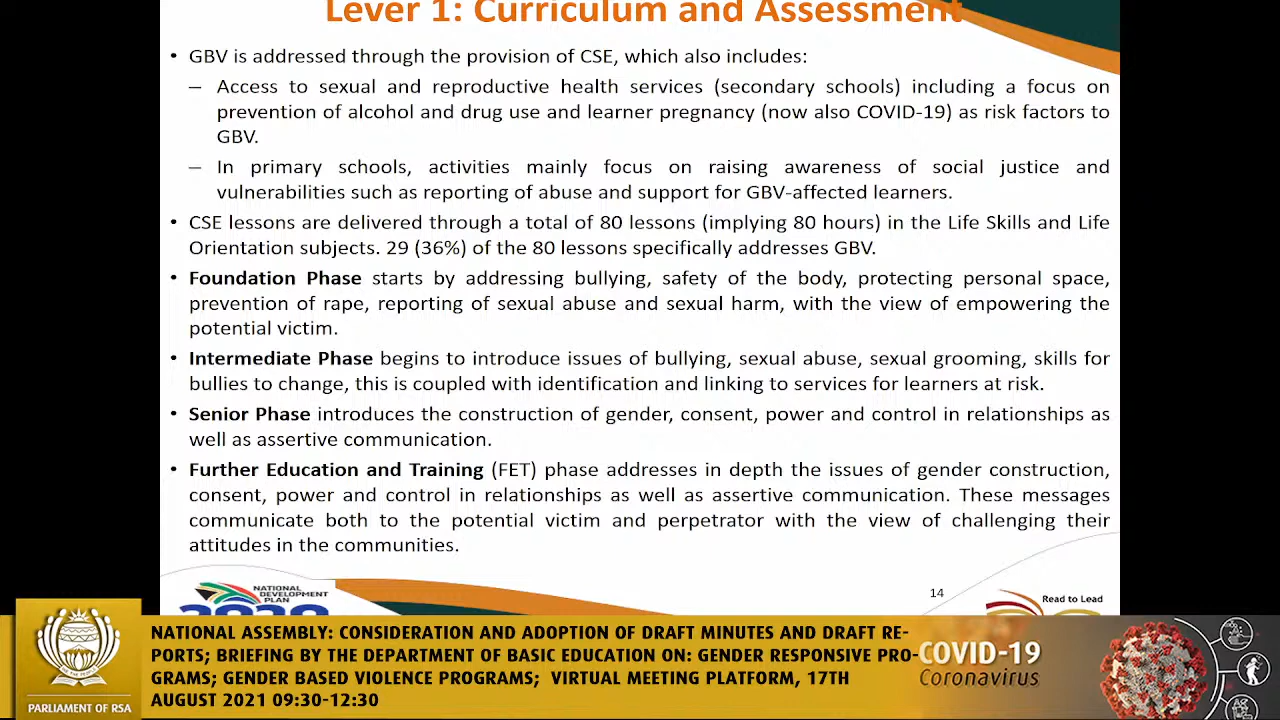 Lever 1: Curriculum and Assessment
• GBV is addressed through the provision of CSE, which also includes:
– Access to sexual and reproductive health services (secondary schools) including a focus on
prevention of alcohol and drug use and learner pregnancy (now also COVID-19) as risk factors to
GBV.
– In primary schools, activities mainly focus on raising awareness of social justice and
vulnerabilities such as reporting of abuse and support for GBV-affected learners.
• CSE lessons are delivered through a total of 80 lessons (implying 80 hours) in the Life Skills and Life
Orientation subjects. 29 (36%) of the 80 lessons specifically addresses GBV.
• Foundation Phase starts by addressing bullying, safety of the body, protecting personal space,
prevention of rape, reporting of sexual abuse and sexual harm, with the view of empowering the
potential victim.
• Intermediate Phase begins to introduce issues of bullying, sexual abuse, sexual grooming, skills for
bullies to change, this is coupled with identification and linking to services for learners at risk.
• Senior Phase introduces the construction of gender, consent, power and control in relationships as
well as assertive communication.
• Further Education and Training (FET) phase addresses in depth the issues of gender construction,
consent, power and control in relationships as well as assertive communication. These messages
communicate both to the potential victim and perpetrator with the view of challenging their
attitudes in the communities.
NATIONAL
DEVELOPMENT
PLAN
2030
14
Read to Lead
PARLIAMENT OF RSA
NATIONAL ASSEMBLY: CONSIDERATION AND ADOPTION OF DRAFT MINUTES AND DRAFT RE-
PORTS; BRIEFING BY THE DEPARTMENT OF BASIC EDUCATION ON: GENDER RESPONSIVE PRO-
GRAMS; GENDER BASED VIOLENCE PROGRAMS; VIRTUAL MEETING PLATFORM, 17TH
AUGUST 2021 09:30-12:30
COVID-19
Coronavirus